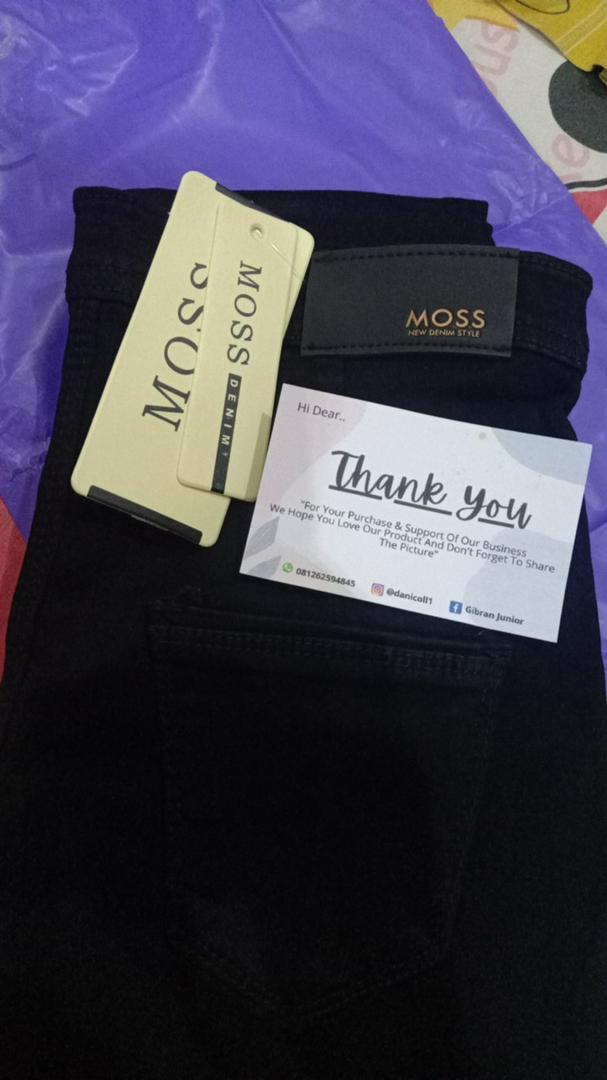 MOSS
MOSS DENIM
MOSS
NEW DENIM STYLE
Hi Dear..
Thank you
"For Your Purchase & Support Of Our Business
We Hope You Love Our Product And Don't Forget To Share
The Picture"
081262594845
@danicoll1
Gibran Junior